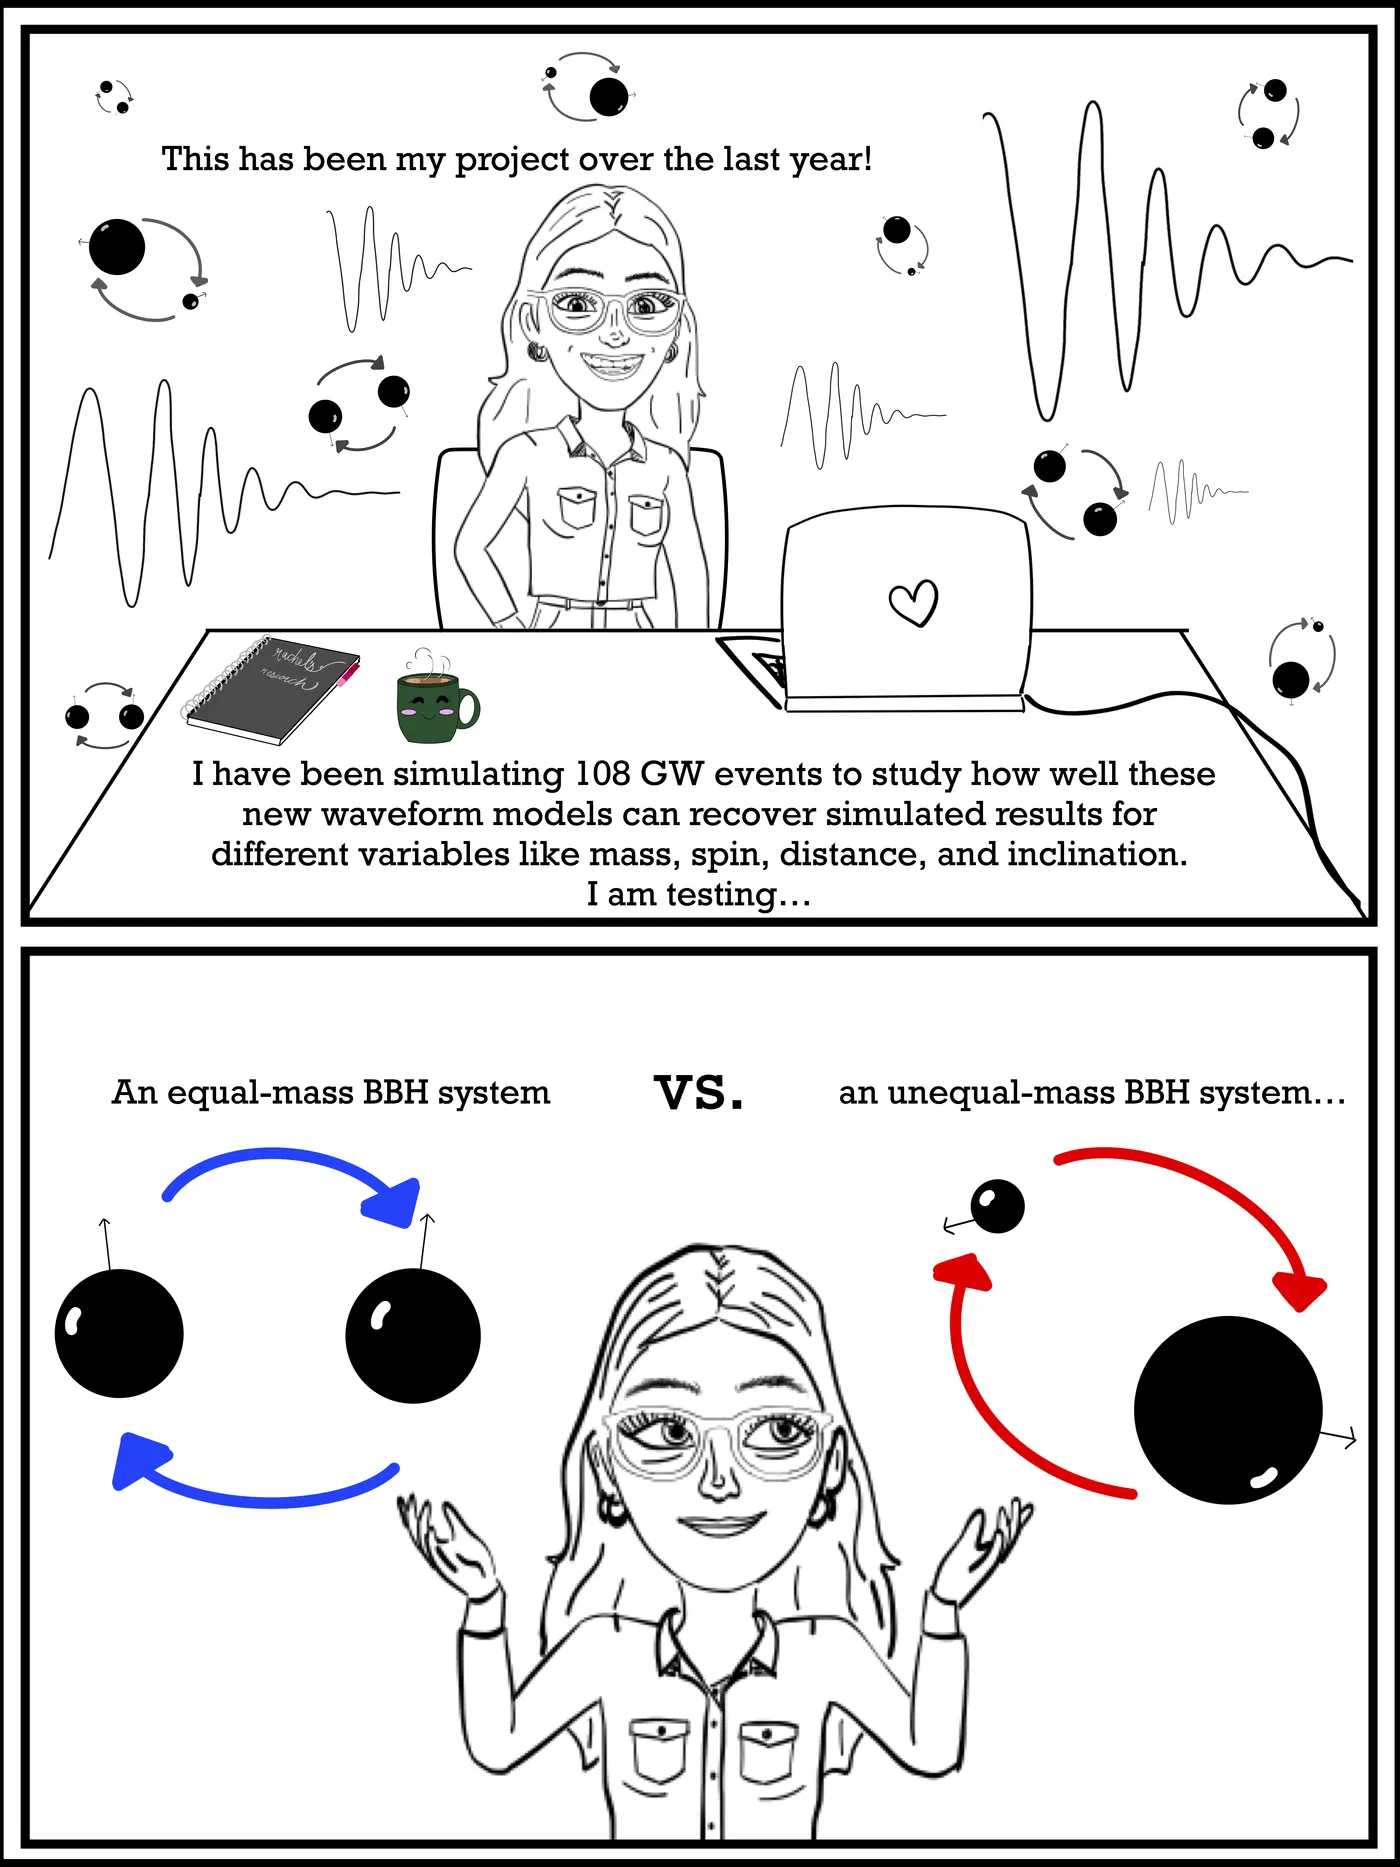 This has been my project over the last year!
rachel's
research
I have been simulating 108 GW events to study how well these
new waveform models can recover simulated results for
different variables like mass, spin, distance, and inclination.
I am testing...
An equal-mass BBH system
vs.
an unequal-mass BBH system...